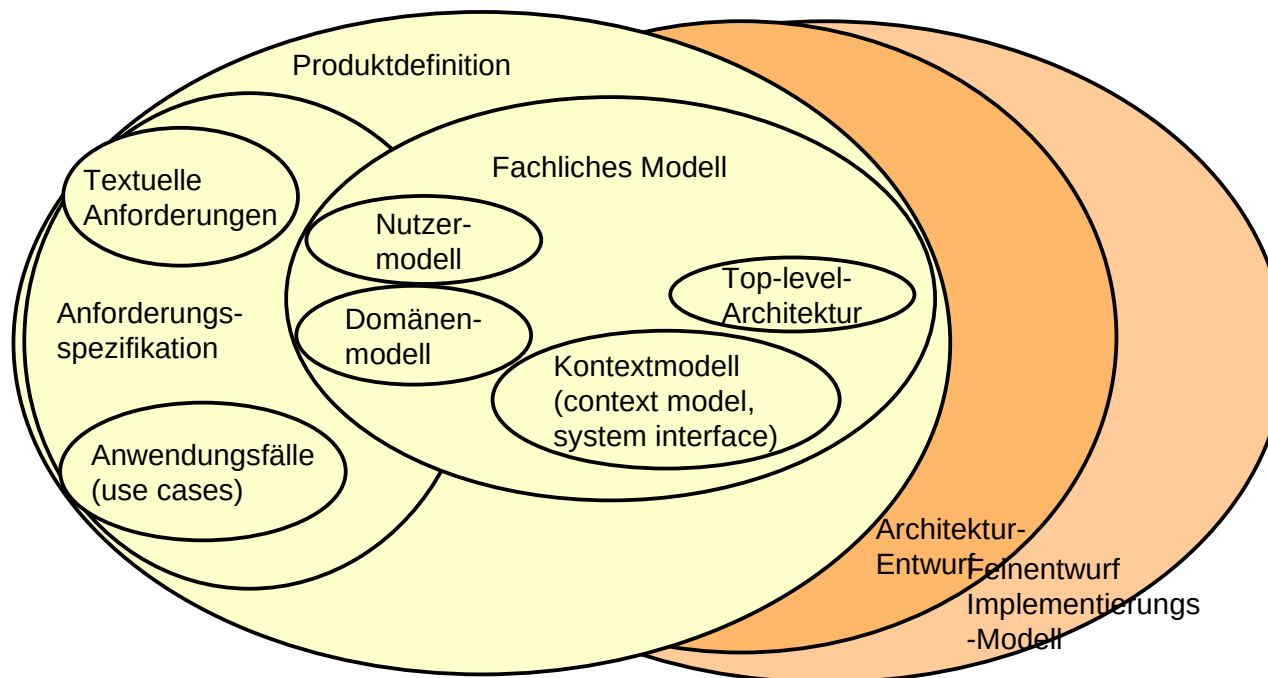 Produktdefinition
Fachliches Modell
Textuelle
Anforderungen
Nutzer-
modell
Top-level-
Architektur
Anforderungs-
spezifikation
Domänen-
modell
Kontextmodell
(context model,
system interface)
Anwendungsfälle
(use cases)
Architektur-
Entwurf
Feinentwurf
Implementierungs
-Modell